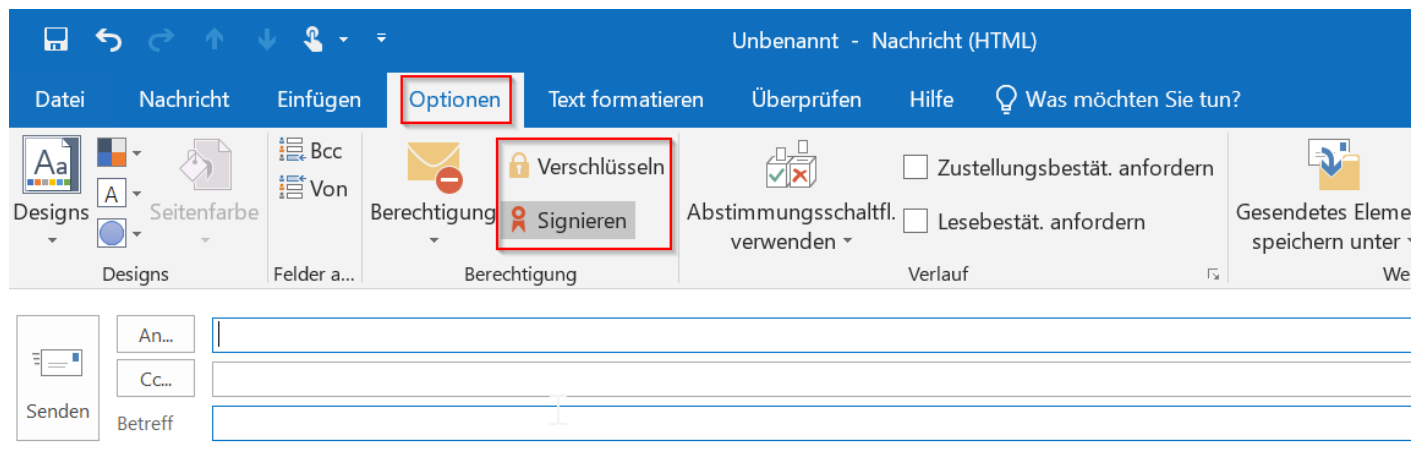 Unbenannt - Nachricht (HTML)
Datei Nachricht Einfügen Optionen Text formatieren Überprüfen Hilfe Was möchten Sie tun?
Aa
Designs
A
Seitenfarbe
Designs
Bcc
Von
Felder a...
Berechtigung
Verschlüsseln
Signieren
Berechtigung
Abstimmungsschaltfl.
verwenden
Zustellungsbestät. anfordern
Lesebestät. anfordern
Verlauf
Gesendetes Eleme
speichern unter
We
Senden
An...
Cc...
Betreff